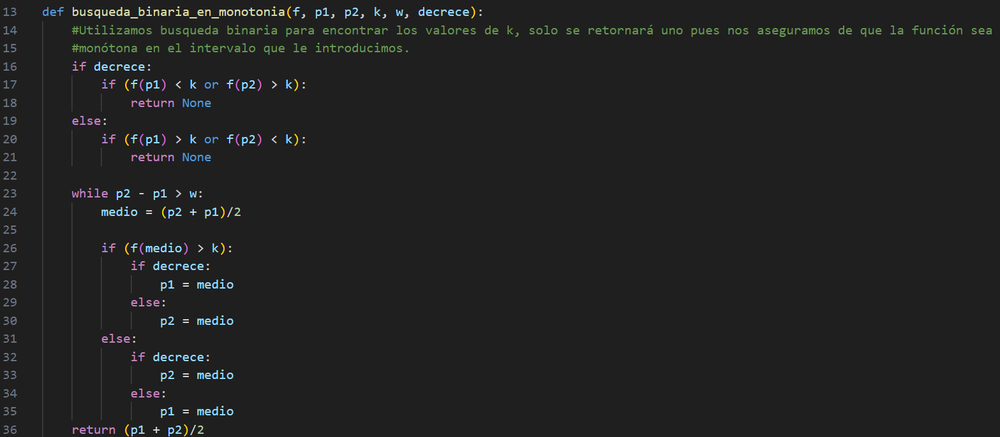 13 def busqueda_binaria_en_monotonia(f, p1, p2, k, w, decrece):
14     #Utilizamos busqueda binaria para encontrar los valores de k, solo se retornará uno pues nos aseguramos de que la función sea
15     #monótona en el intervalo que le introducimos.
16     if decrece:
17         if (f(p1) < k or f(p2) > k):
18             return None
19     else:
20         if (f(p1) > k or f(p2) < k):
21             return None
22
23     while p2 - p1 > w:
24         medio = (p2 + p1)/2
25
26         if (f(medio) > k):
27             if decrece:
28                 p1 = medio
29             else:
30                 p2 = medio
31         else:
32             if decrece:
33                 p2 = medio
34             else:
35                 p1 = medio
36     return (p1 + p2)/2